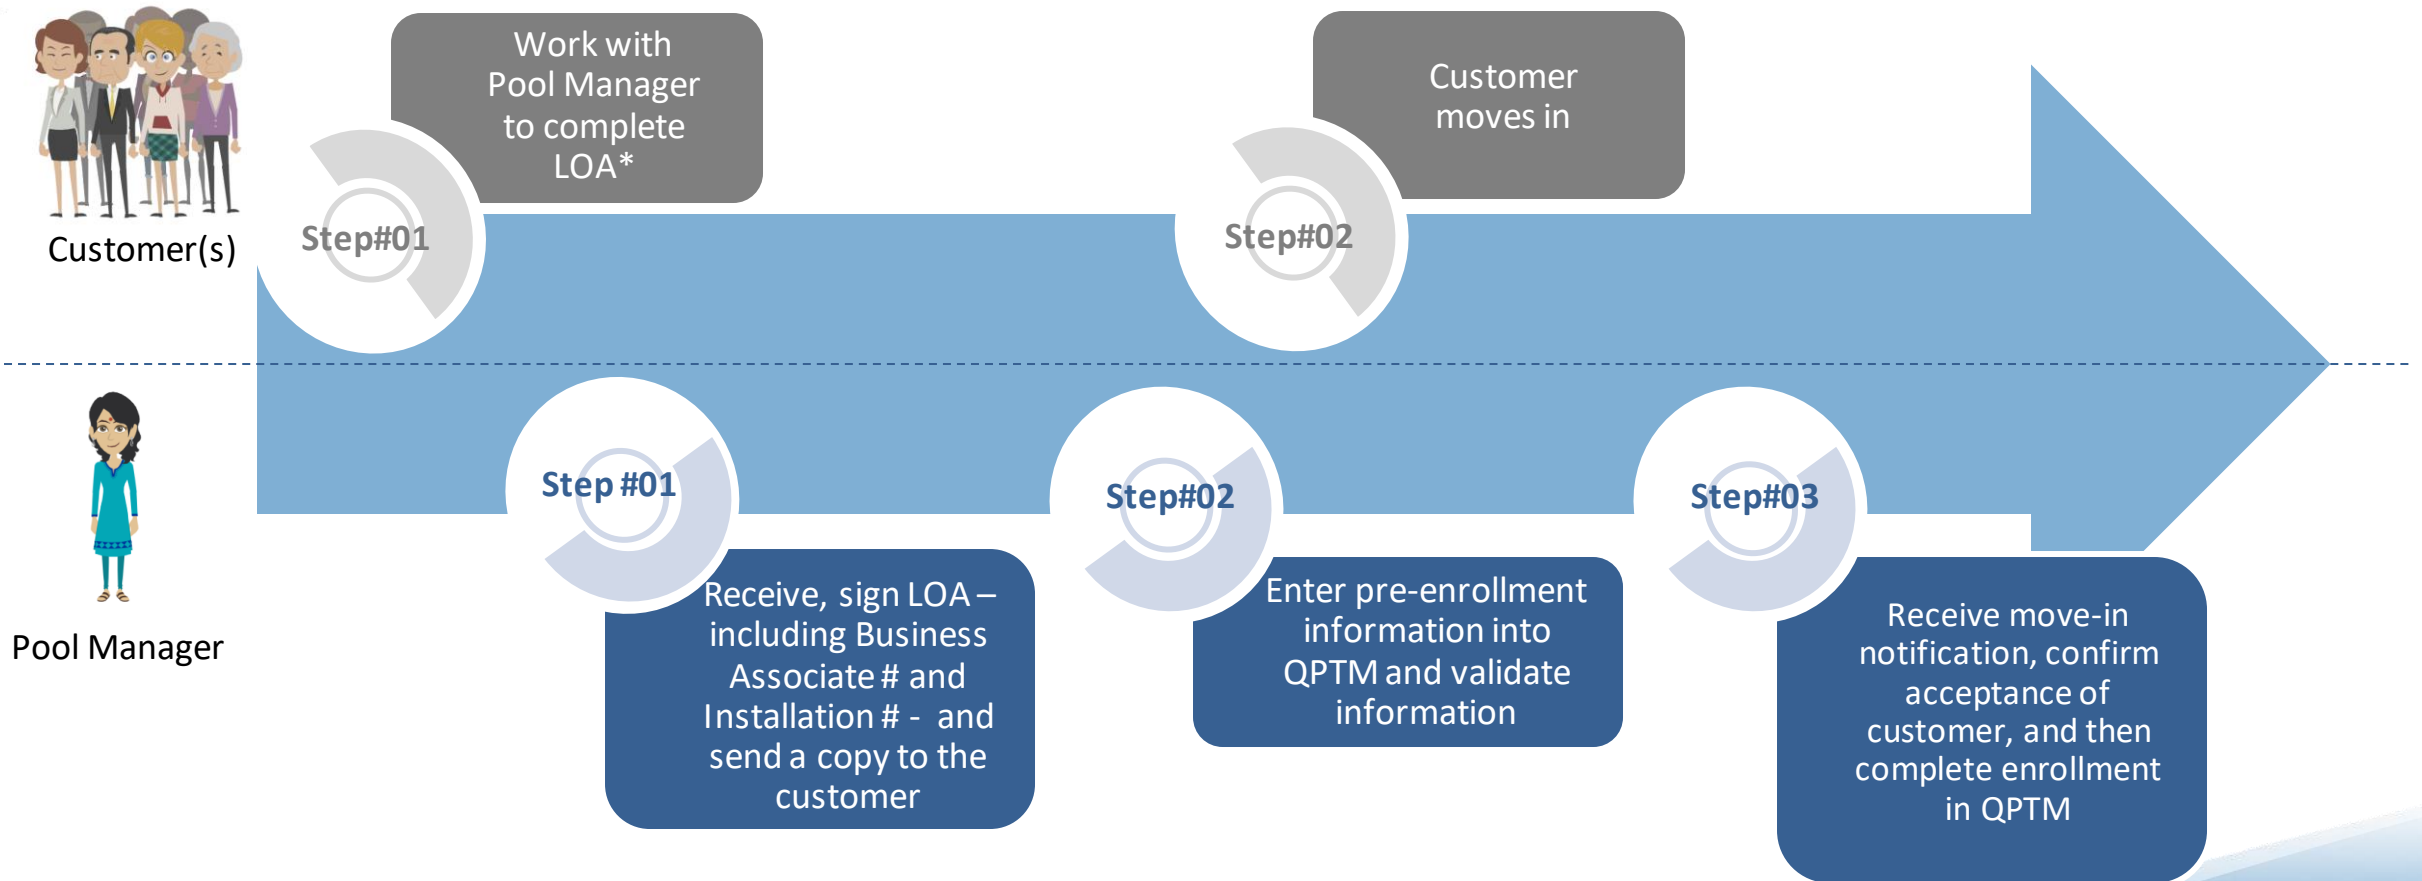 Work with
Pool Manager
to complete
LOA*
Step#01
Customer
moves in
Step#02
Customer(s)
Step #01
Receive, sign LOA –
including Business
Associate # and
Installation # -  and
send a copy to the
customer
Step#02
Enter pre-enrollment
information into
QPTM and validate
information
Step#03
Receive move-in
notification, confirm
acceptance of
customer, and then
complete enrollment
in QPTM
Pool Manager